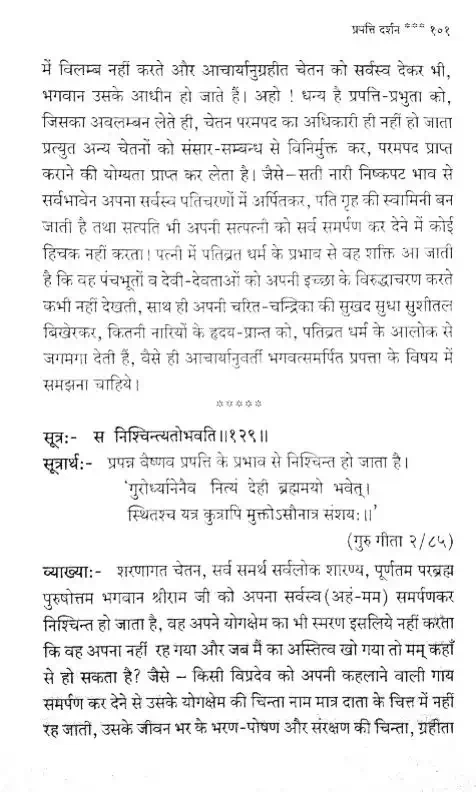 प्रपत्ति दर्शन *** १०१
में विलम्ब नहीं करते और आचार्यानुग्रहीत चेतन को सर्वस्व देकर भी,
भगवान उसके आधीन हो जाते हैं। अहो ! धन्य है प्रपत्ति-प्रभुता को,
जिसका अवलम्बन लेते ही, चेतन परमपद का अधिकारी ही नहीं हो जाता
प्रत्युत अन्य चेतनों को संसार-सम्बन्ध से विनिर्मुक्त कर, परमपद प्राप्त
कराने की योग्यता प्राप्त कर लेता है। जैसे–सती नारी निष्कपट भाव से
सर्वभावेन अपना सर्वस्व पतिचरणों में अर्पितकर, पति गृह की स्वामिनी बन
जाती है तथा सत्पति भी अपनी सत्पत्नी को सर्व समर्पण कर देने में कोई
हिचक नहीं करता। पत्नी में पतिव्रत धर्म के प्रभाव से वह शक्ति आ जाती
है कि वह पंचभूतों व देवी-देवताओं को अपनी इच्छा के विरुद्धाचरण करते
कभी नहीं देखती, साथ ही अपनी चरित-चन्द्रिका की सुखद सुधा सुशीतल
बिखेरकर, कितनी नारियों के हृदय-प्रान्त को, पतिव्रत धर्म के आलोक से
जगमगा देती हैं, वैसे ही आचार्यानुवर्ती भगवत्समर्पित प्रपत्ता के विषय में
समझना चाहिये।
*****
सूत्र:- स निश्चिन्त्यतोभवति॥१२९॥
सूत्रार्थ:- प्रपन्न वैष्णव प्रपत्ति के प्रभाव से निश्चिन्त हो जाता है।
'गुरोर्ध्यानेनैव नित्यं देही ब्रह्ममयो भवेत्।
स्थितश्च यत्र कुत्रापि मुक्तोऽसौनात्र संशयः॥'
(गुरु गीता २/८५)
व्याख्या:- शरणागत चेतन, सर्व समर्थ सर्वलोक शारण्य, पूर्णतम परब्रह्म
पुरुषोत्तम भगवान श्रीराम जी को अपना सर्वस्व (अहं-मम) समर्पणकर
निश्चिन्त हो जाता है, वह अपने योगक्षेम का भी स्मरण इसलिये नहीं करता
कि वह अपना नहीं रह गया और जब मैं का अस्तित्व खो गया तो मम् कहाँ
से हो सकता है? जैसे – किसी विप्रदेव को अपनी कहलाने वाली गाय
समर्पण कर देने से उसके योगक्षेम की चिन्ता नाम मात्र दाता के चित्त में नहीं
रह जाती, उसके जीवन भर के भरण-पोषण और संरक्षण की चिन्ता, ग्रहीता